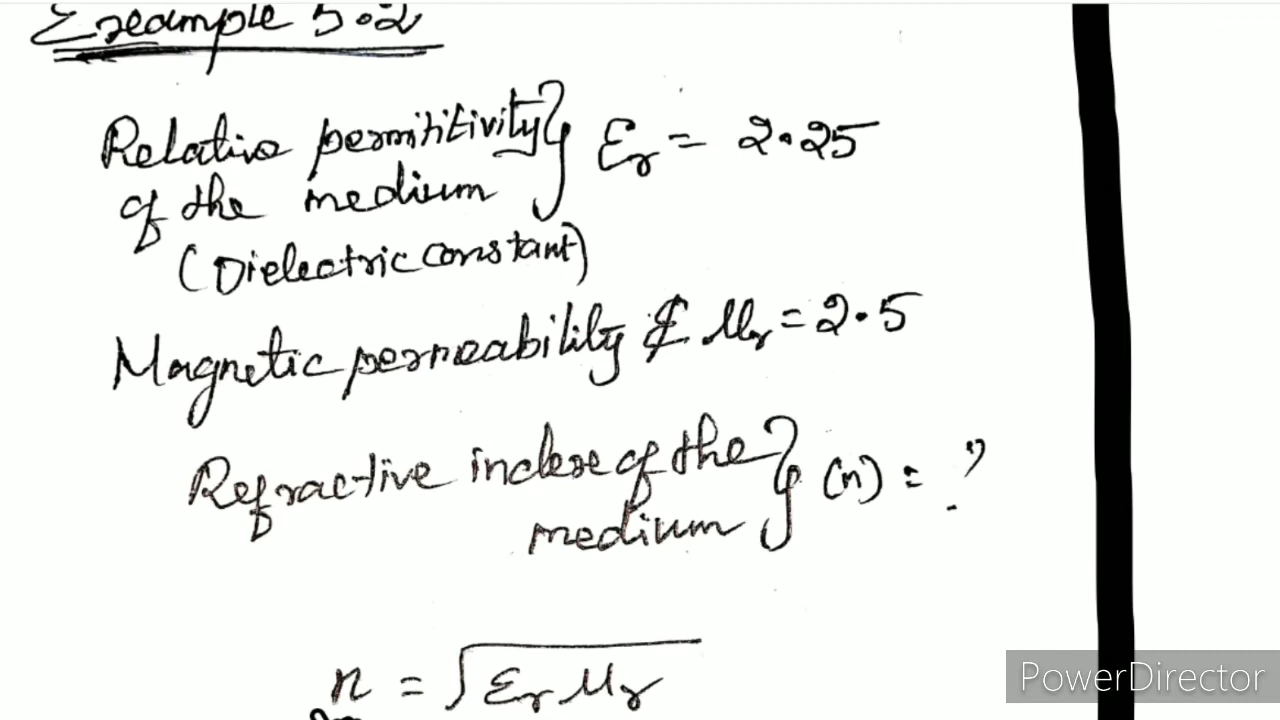 Example 5.2
Relative permititivity } εr = 2.25
of the medium
(Dielectric constant)
Magnetic permeability μr = 2.5
Refractive index of the } (n) = ?
medium
n = √εr μr
PowerDirector